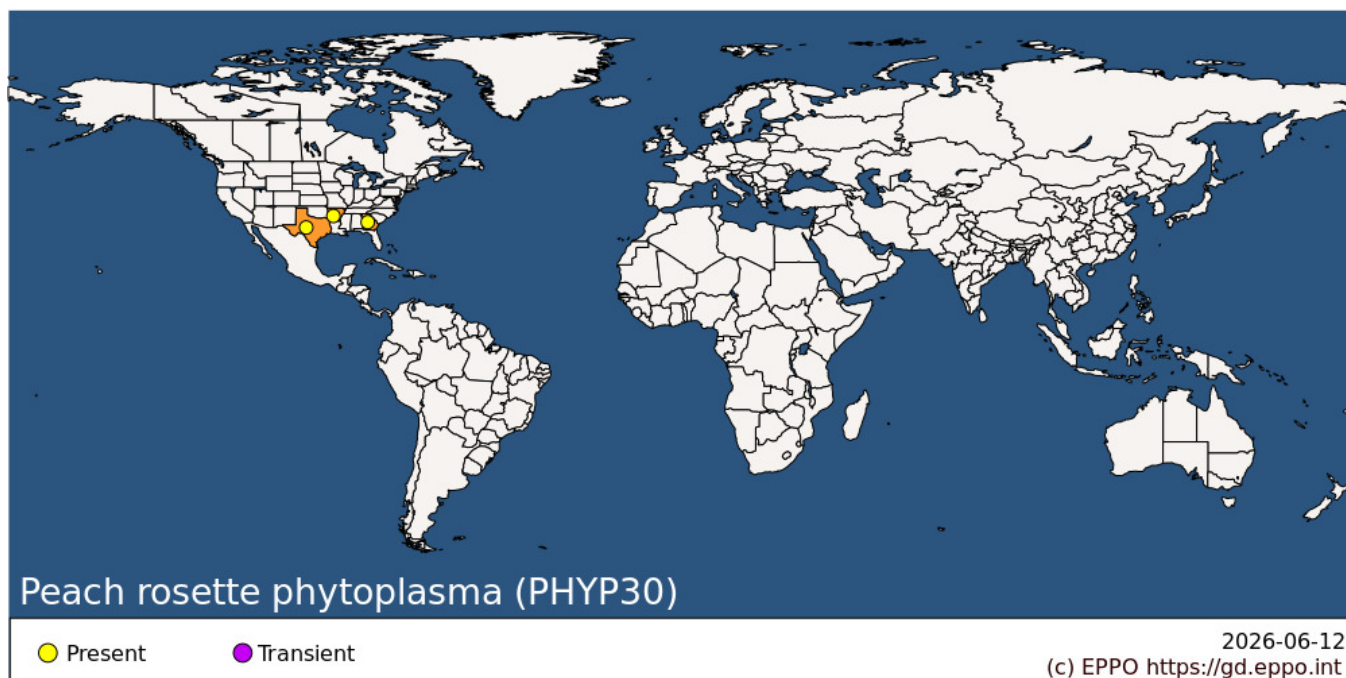 Peach rosette phytoplasma (PHYP30)
Present
Transient
2026-06-12
(c) EPPO https://gd.eppo.int